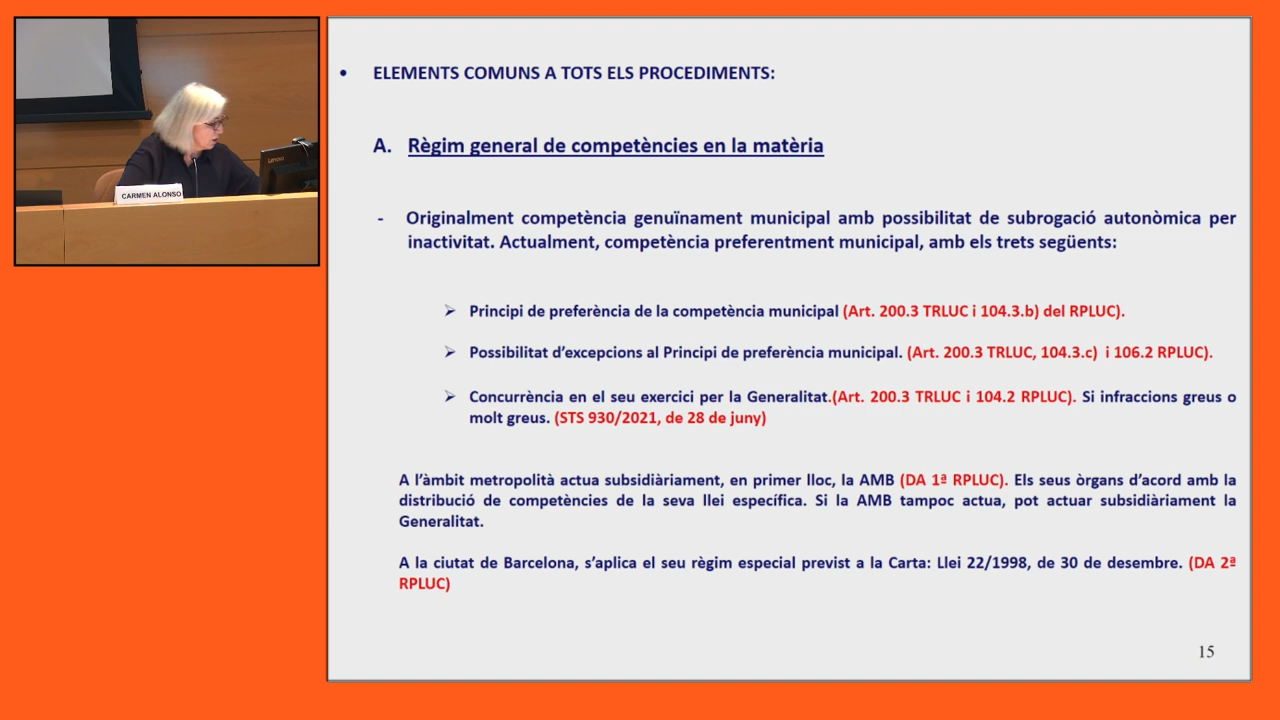 Lenovo
CARMEN ALONSO
• ELEMENTS COMUNS A TOTS ELS PROCEDIMENTS:
A. Règim general de competències en la matèria
- Originalment competència genuïnament municipal amb possibilitat de subrogació autonòmica per
inactivitat. Actualment, competència preferentment municipal, amb els trets següents:
➢ Principi de preferència de la competència municipal (Art. 200.3 TRLUC i 104.3.b) del RPLUC).
➢ Possibilitat d’excepcions al Principi de preferència municipal. (Art. 200.3 TRLUC, 104.3.c) i 106.2 RPLUC).
➢ Concurrència en el seu exercici per la Generalitat.(Art. 200.3 TRLUC i 104.2 RPLUC). Si infraccions greus o
molt greus. (STS 930/2021, de 28 de juny)
A l’àmbit metropolità actua subsidiàriament, en primer lloc, la AMB (DA 1ª RPLUC). Els seus òrgans d’acord amb la
distribució de competències de la seva llei específica. Si la AMB tampoc actua, pot actuar subsidiàriament la
Generalitat.
A la ciutat de Barcelona, s’aplica el seu règim especial previst a la Carta: Llei 22/1998, de 30 de desembre. (DA 2ª
RPLUC)
15